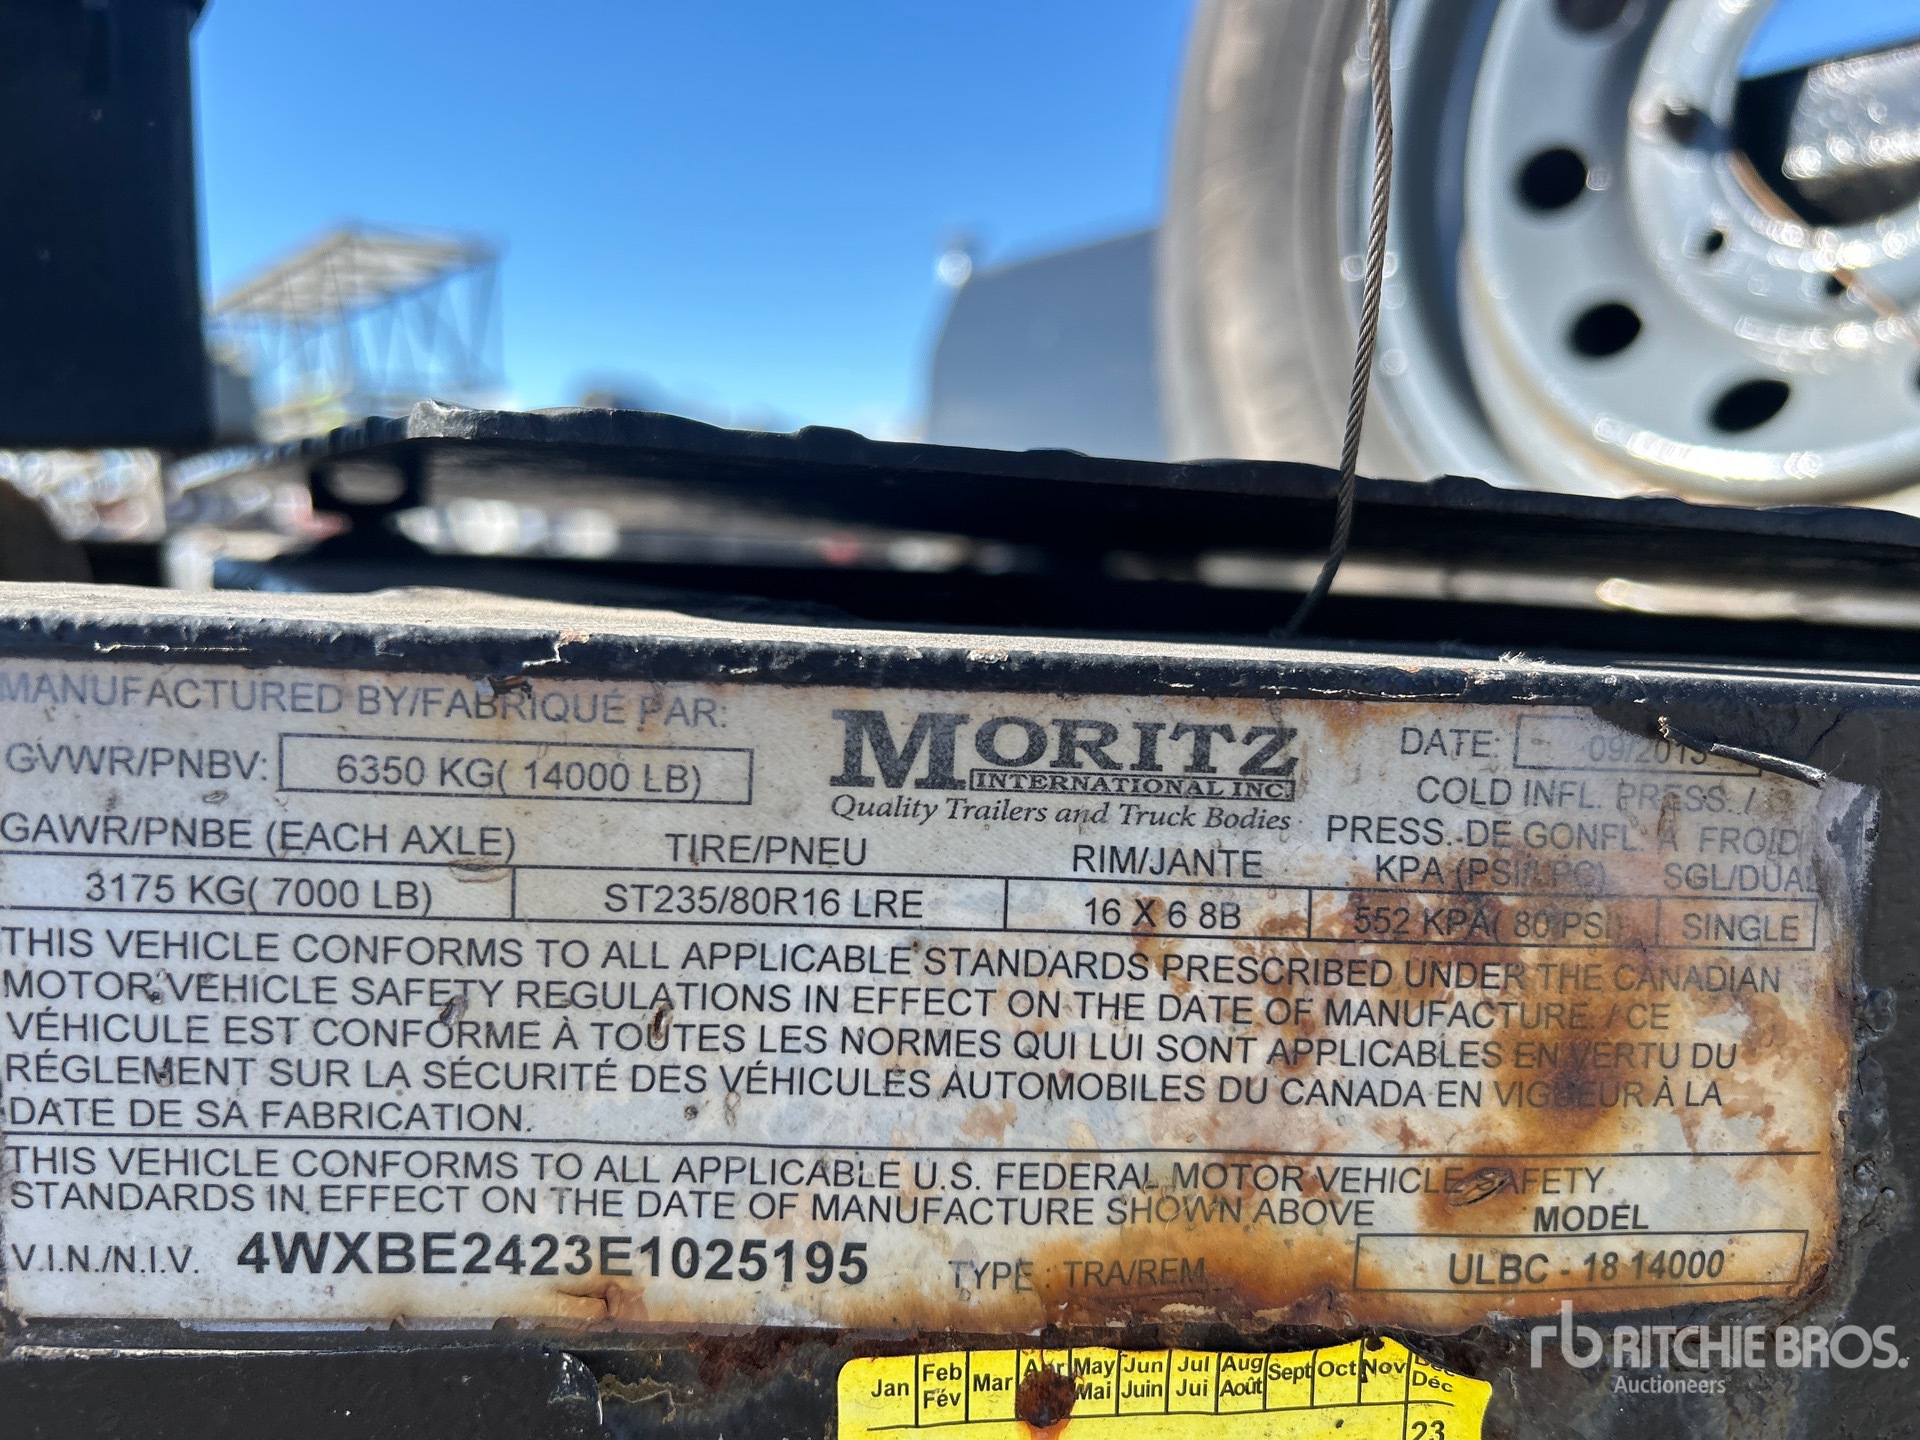 MANUFACTURED BY/FABRIQUÉ PAR:
MORITZ
INTERNATIONAL INC.
Quality Trailers and Truck Bodies
DATE: 09/2013
GVWR/PNBV: 6350 KG( 14000 LB)
COLD INFL. PRESS. /
PRESS. DE GONFL. À FROID
GAWR/PNBE (EACH AXLE) TIRE/PNEU RIM/JANTE KPA (PSI/LPC) SGL/DUAL
3175 KG( 7000 LB) ST235/80R16 LRE 16 X 6 8B 552 KPA( 80 PSI) SINGLE
THIS VEHICLE CONFORMS TO ALL APPLICABLE STANDARDS PRESCRIBED UNDER THE CANADIAN
MOTOR VEHICLE SAFETY REGULATIONS IN EFFECT ON THE DATE OF MANUFACTURE. / CE
VÉHICULE EST CONFORME À TOUTES LES NORMES QUI LUI SONT APPLICABLES EN VERTU DU
RÉGLEMENT SUR LA SÉCURITÉ DES VÉHICULES AUTOMOBILES DU CANADA EN VIGUEUR À LA
DATE DE SA FABRICATION.
THIS VEHICLE CONFORMS TO ALL APPLICABLE U.S. FEDERAL MOTOR VEHICLE SAFETY
STANDARDS IN EFFECT ON THE DATE OF MANUFACTURE SHOWN ABOVE
MODEL
V.I.N./N.I.V. 4WXBE2423E1025195 TYPE : TRA/REM ULBC - 18 14000
Jan Feb Fév Mar Apr May Mai Jun Juin Jul Jui Aug Août Sept Oct Nov Dec Déc
23
rb RITCHIE BROS.
Auctioneers